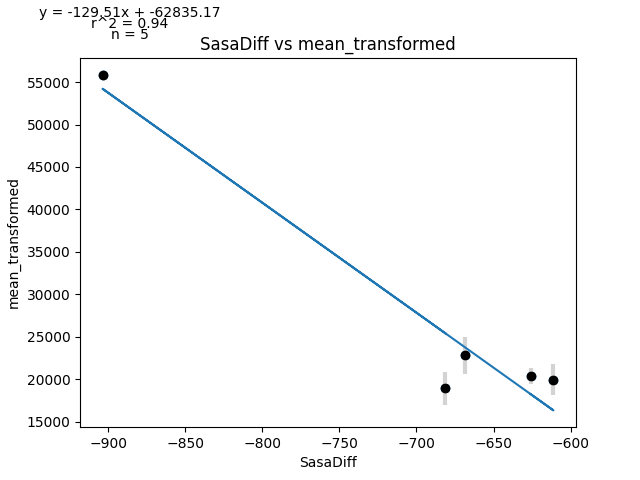 y = -129.51x + -62835.17
r^2 = 0.94
n = 5
SasaDiff vs mean_transformed
55000
50000
45000
40000
35000
30000
25000
20000
15000
mean_transformed
−900
−850
−800
−750
−700
−650
−600
SasaDiff